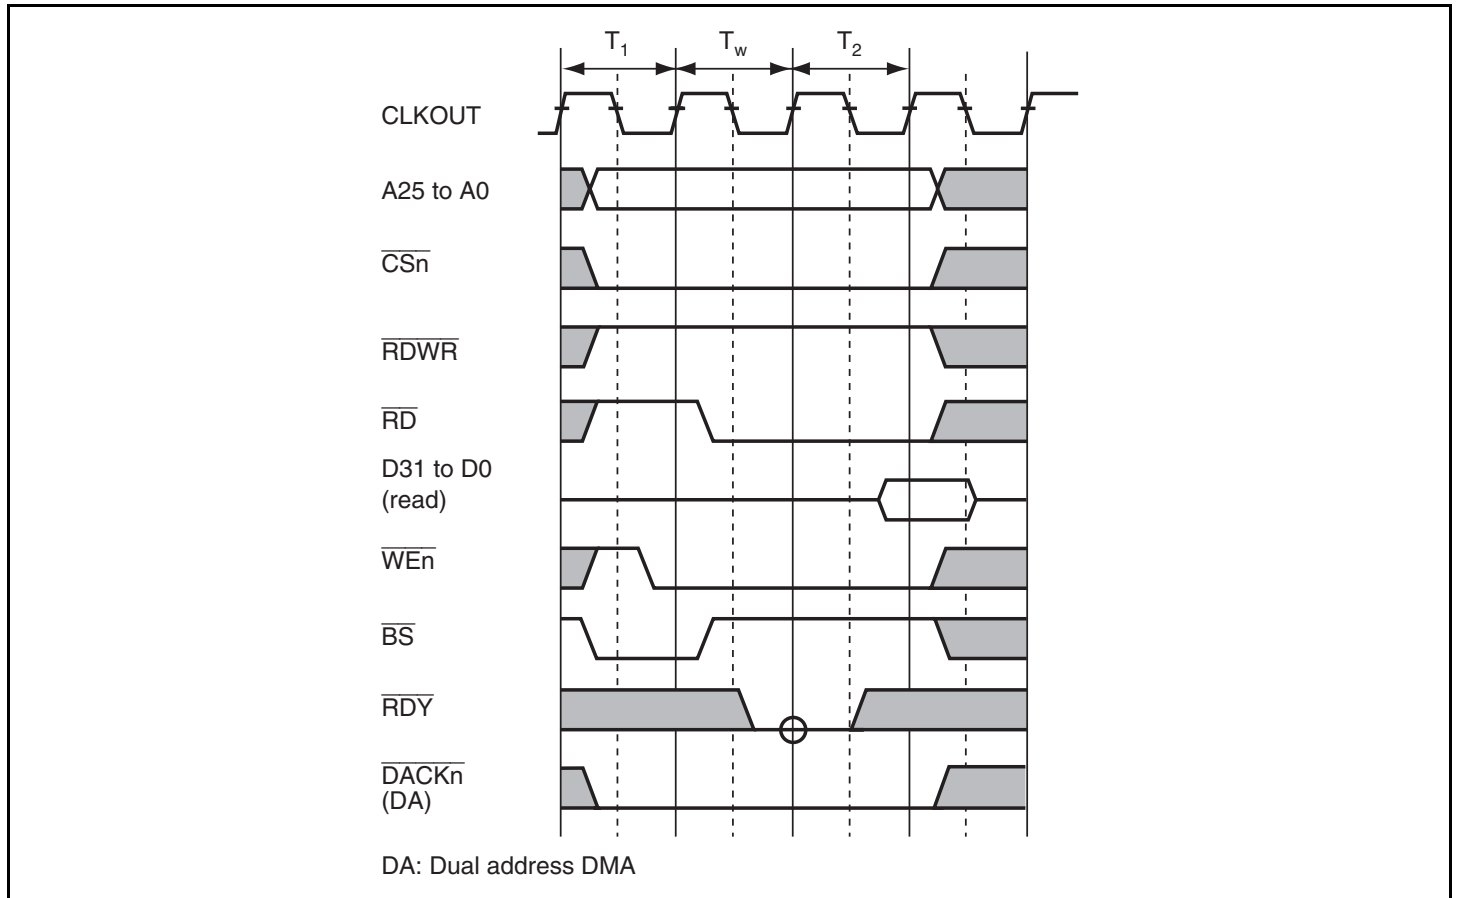 T1 Tw T2
CLKOUT
A25 to A0
CSn
RDWR
RD
D31 to D0
(read)
WEn
BS
RDY
DACKn
(DA)
DA: Dual address DMA